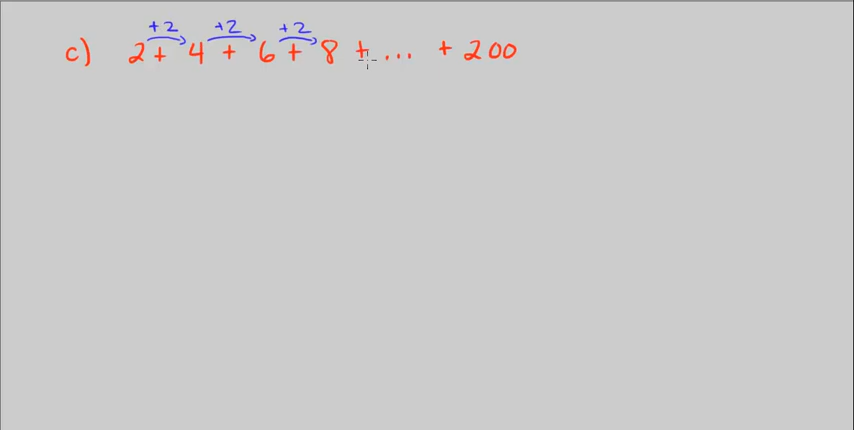 +2 +2 +2
c) 2 + 4 + 6 + 8 + ... + 200